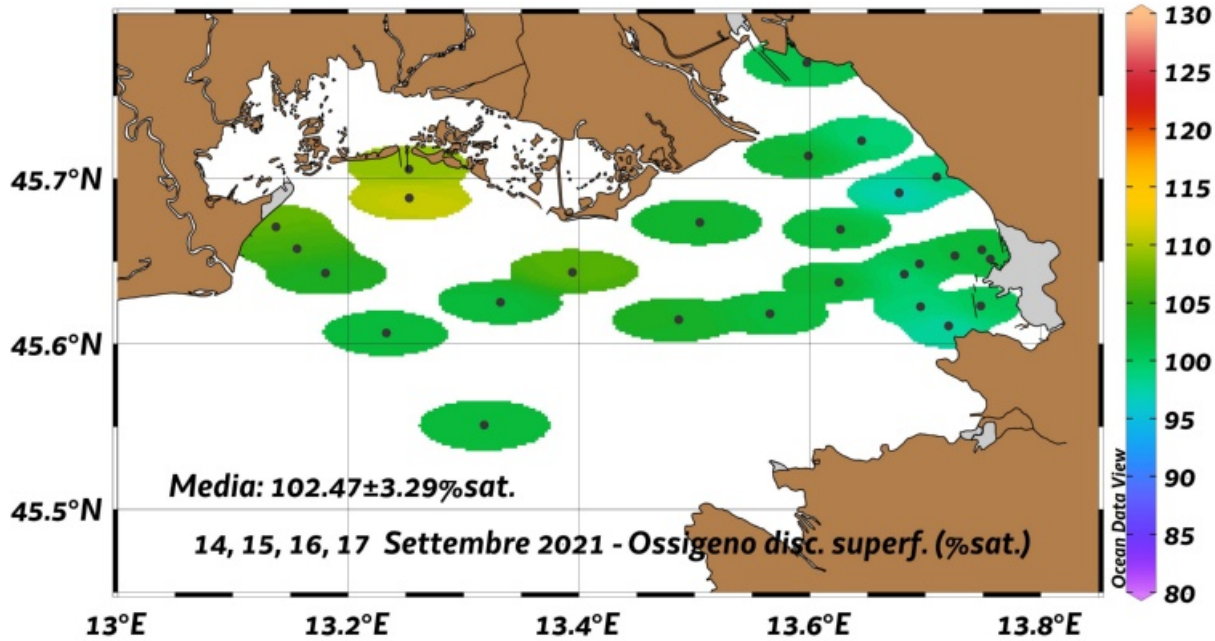 130
125
120
115
110
105
100
95
90
85
80
Ocean Data View
45.7°N
45.6°N
45.5°N
Media: 102.47±3.29%sat.
14, 15, 16, 17 Settembre 2021 - Ossigeno disc. superf. (%sat.)
13°E 13.2°E 13.4°E 13.6°E 13.8°E